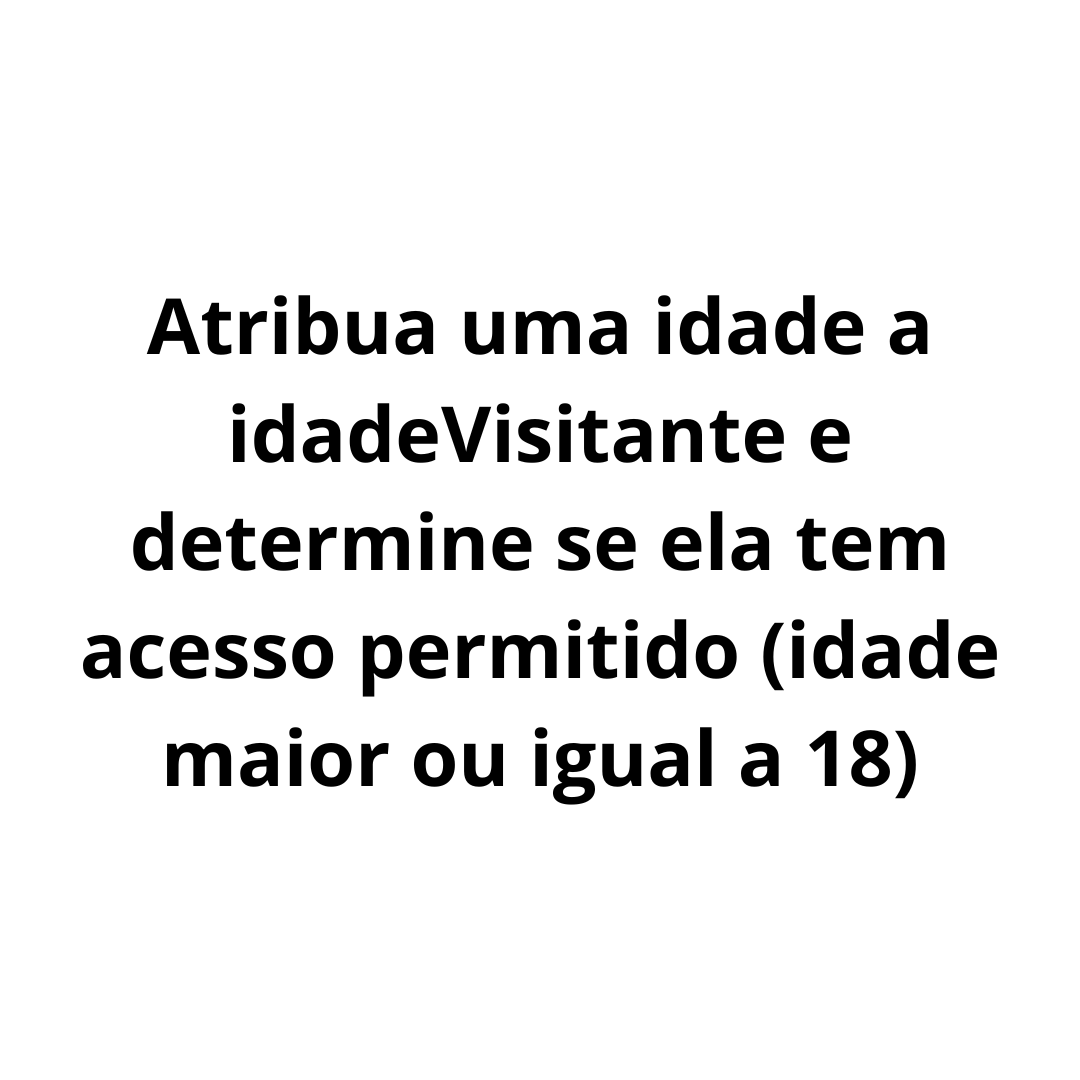 Atribua uma idade a
idadeVisitante e
determine se ela tem
acesso permitido (idade
maior ou igual a 18)